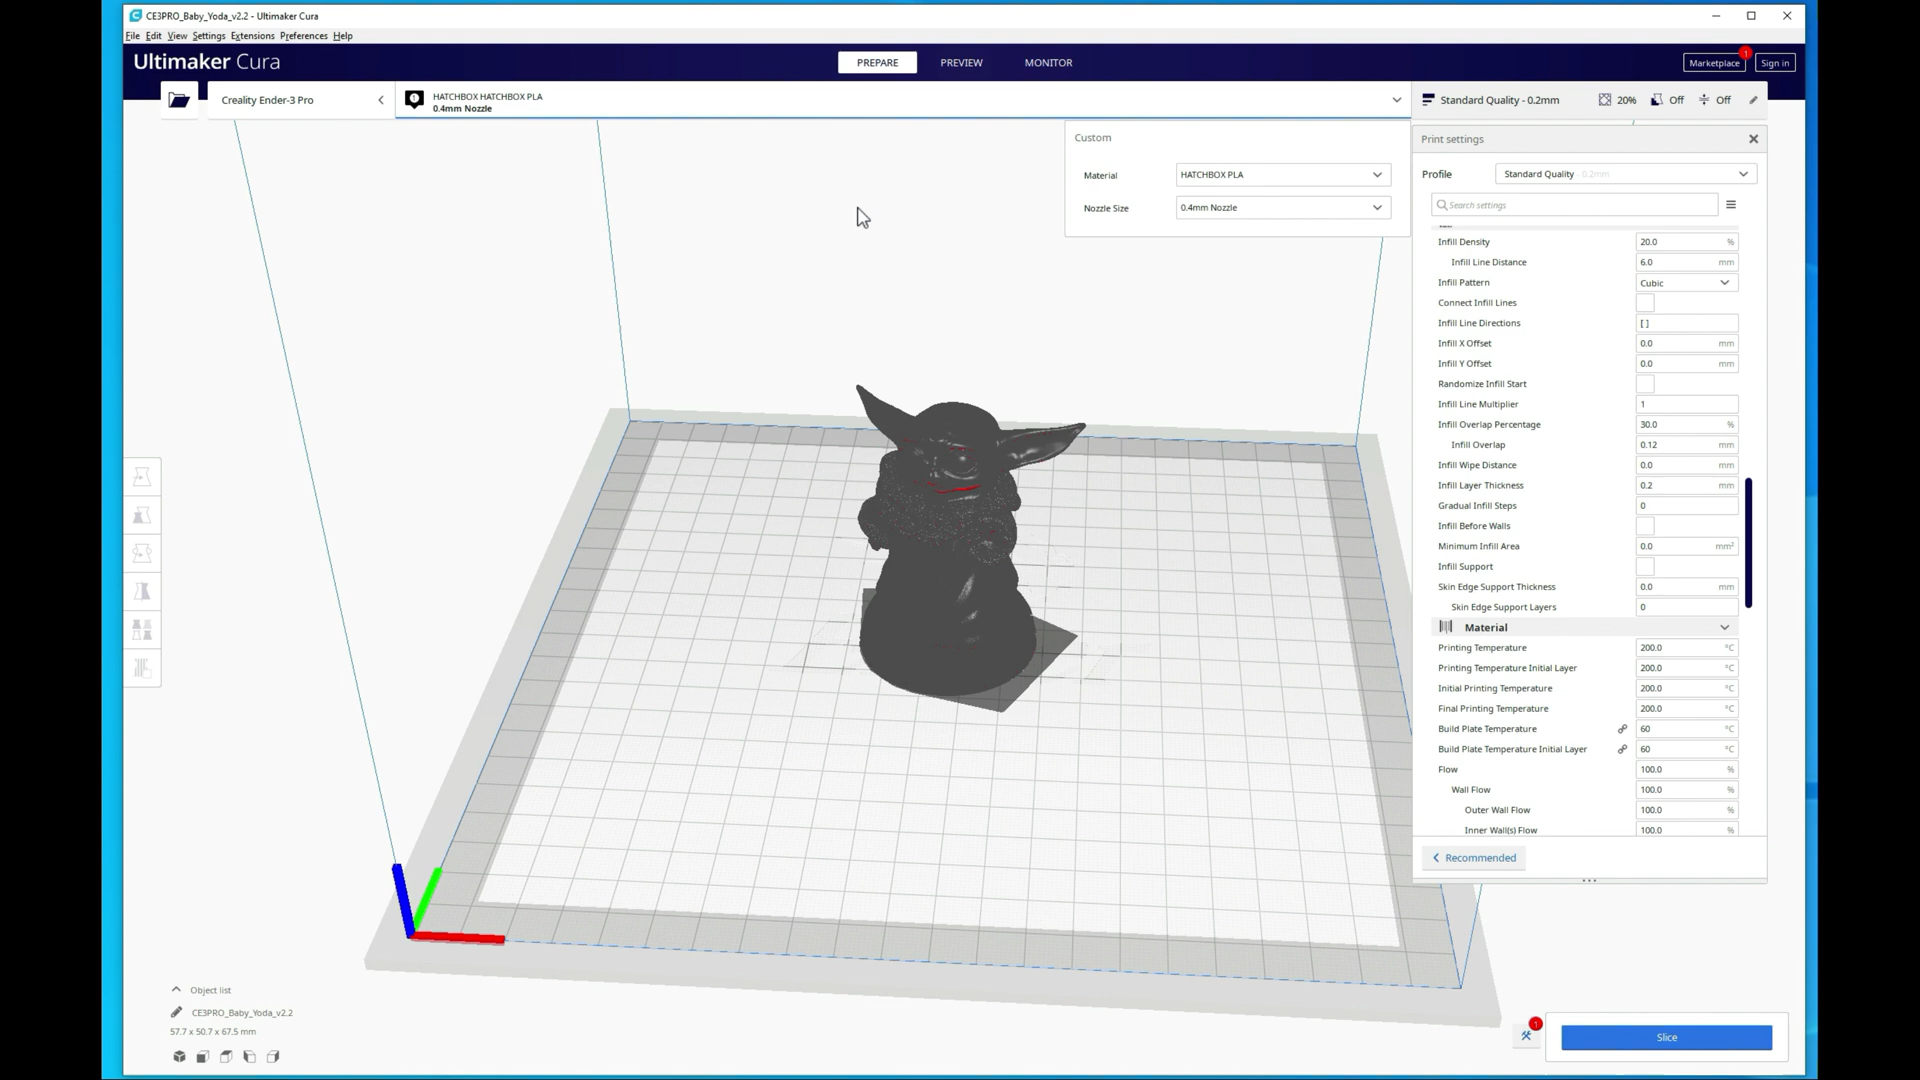 CE3PRO_Baby_Yoda_v2.2 - Ultimaker Cura
File Edit View Settings Extensions Preferences Help
Ultimaker Cura
PREPARE
PREVIEW
MONITOR
Marketplace
1
Sign in
Creality Ender-3 Pro
1
HATCHBOX HATCHBOX PLA
0.4mm Nozzle
Standard Quality - 0.2mm
20%
Off
Off
Custom
Material HATCHBOX PLA
Nozzle Size 0.4mm Nozzle
Print settings
Profile Standard Quality - 0.2mm
Search settings
Infill Density 20.0 %
Infill Line Distance 6.0 mm
Infill Pattern Cubic
Connect Infill Lines
Infill Line Directions [ ]
Infill X Offset 0.0 mm
Infill Y Offset 0.0 mm
Randomize Infill Start
Infill Line Multiplier 1
Infill Overlap Percentage 30.0 %
Infill Overlap 0.12 mm
Infill Wipe Distance 0.0 mm
Infill Layer Thickness 0.2 mm
Gradual Infill Steps 0
Infill Before Walls
Minimum Infill Area 0.0 mm²
Infill Support
Skin Edge Support Thickness 0.0 mm
Skin Edge Support Layers 0
Material
Printing Temperature 200.0 °C
Printing Temperature Initial Layer 200.0 °C
Initial Printing Temperature 200.0 °C
Final Printing Temperature 200.0 °C
Build Plate Temperature 60 °C
Build Plate Temperature Initial Layer 60 °C
Flow 100.0 %
Wall Flow 100.0 %
Outer Wall Flow 100.0 %
Inner Wall(s) Flow 100.0 %
Recommended
Object list
CE3PRO_Baby_Yoda_v2.2
57.7 x 50.7 x 67.5 mm
1
Slice